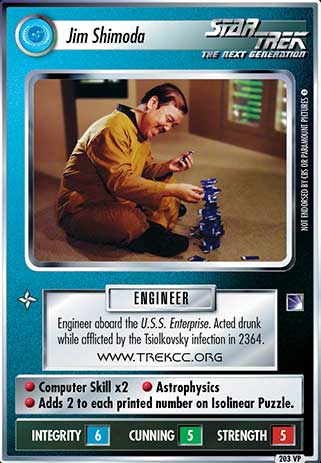 Jim Shimoda
STAR TREK
THE NEXT GENERATION
NOT ENDORSED BY CBS OR PARAMOUNT PICTURES
ENGINEER
Engineer aboard the U.S.S. Enterprise. Acted drunk
while afflicted by the Tsiolkovsky infection in 2364.
WWW.TREKCC.ORG
Computer Skill x2 Astrophysics
Adds 2 to each printed number on Isolinear Puzzle.
INTEGRITY 6 CUNNING 5 STRENGTH 5
203 VP